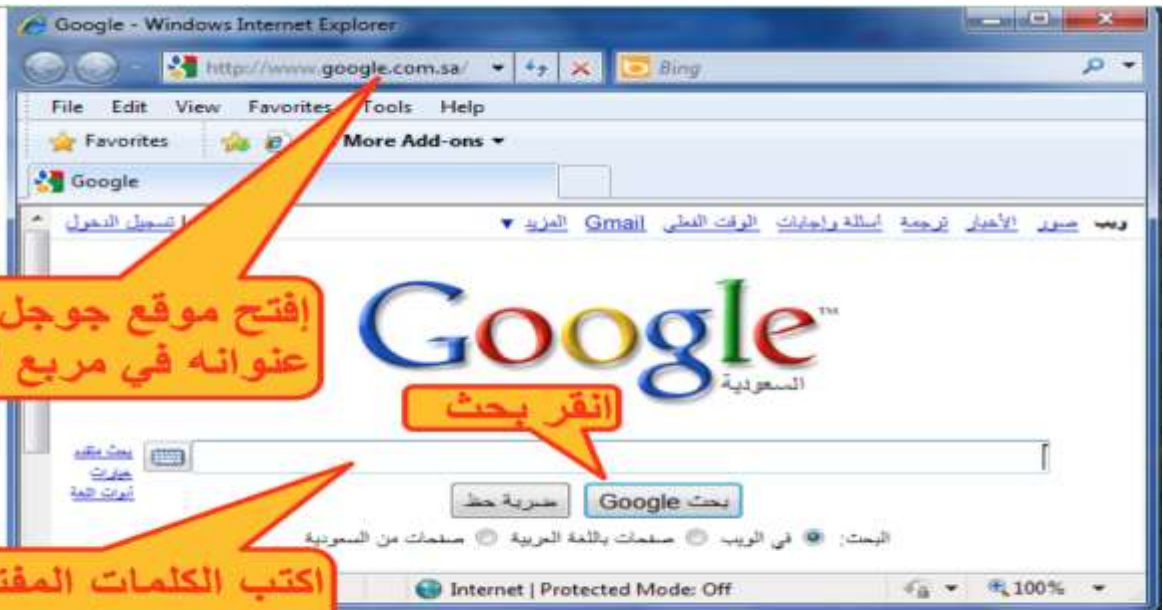 Google - Windows Internet Explorer
http://www.google.com.sa/
Bing
File Edit View Favorites Tools Help
Favorites
More Add-ons
Google
ويب صور الأخبار ترجمة أسئلة وإجابات الوقت الفعلي Gmail المزيد ▼
تسجيل الدخول
إفتح موقع جوجل
عنوانه في مربع
Google™
السعودية
انقر بحث
بحث متقدم
خيارات
أدوات اللغة
بحث Google
ضربة حظ
البحث: في الويب صفحات باللغة العربية صفحات من السعودية
اكتب الكلمات
Internet | Protected Mode: Off
100%